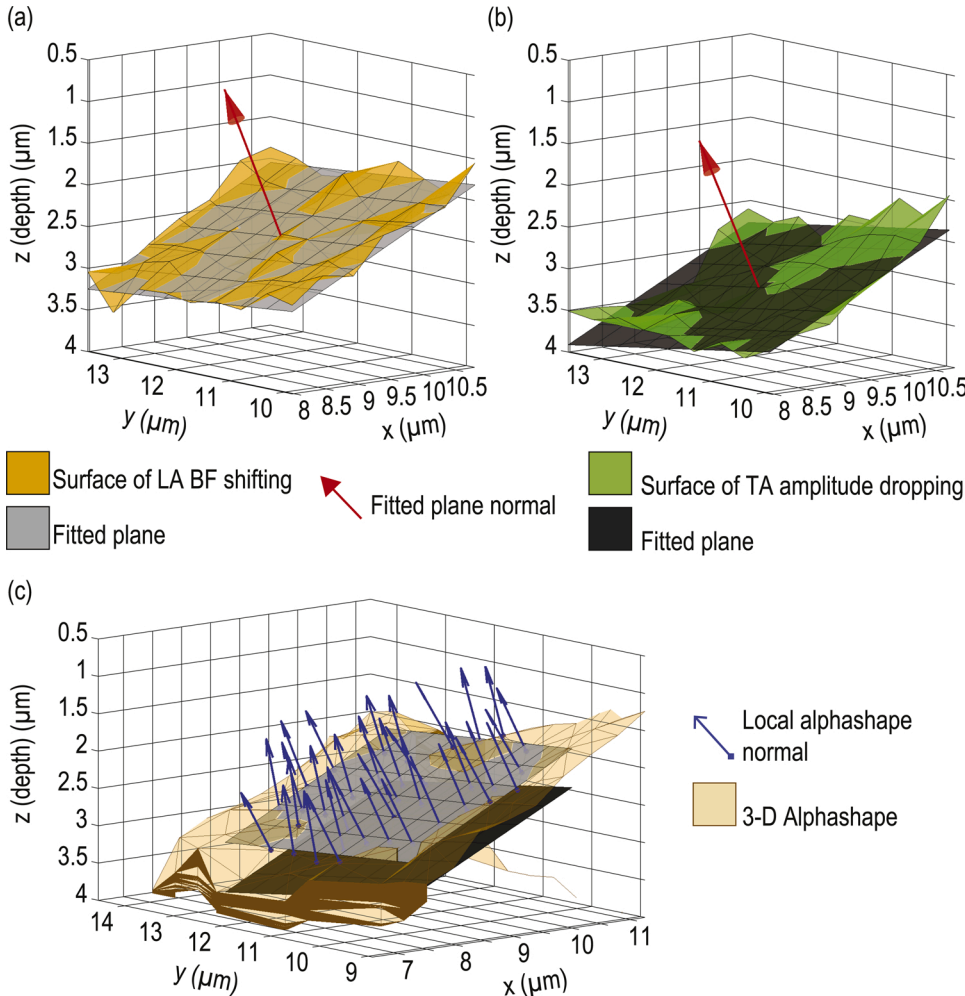 (a)
0.5
1
1.5
2
2.5
3
3.5
4
z (depth) (µm)
13
12
11
10
y (µm)
8
8.5
9
9.5
10
10.5
x (µm)
(b)
0.5
1
1.5
2
2.5
3
3.5
4
z (depth) (µm)
13
12
11
10
y (µm)
8
8.5
9
9.5
10
10.5
x (µm)
Surface of LA BF shifting
Fitted plane
Fitted plane normal
Surface of TA amplitude dropping
Fitted plane
(c)
0.5
1
1.5
2
2.5
3
3.5
4
z (depth) (µm)
14
13
12
11
10
9
y (µm)
7
8
9
10
11
x (µm)
Local alphashape
normal
3-D Alphashape